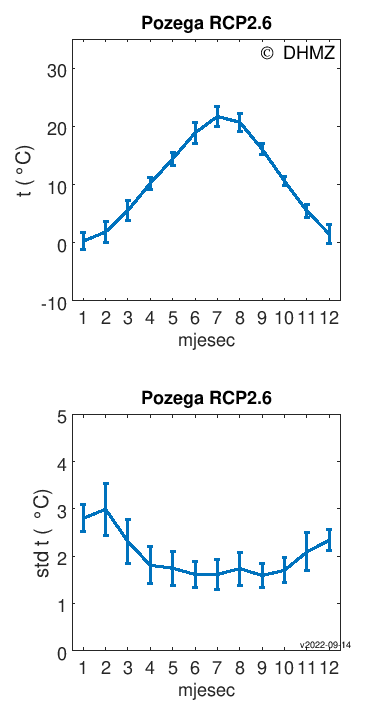 Pozega RCP2.6
© DHMZ
30
20
10
0
-10
t ( °C)
1 2 3 4 5 6 7 8 9 10 11 12
mjesec
Pozega RCP2.6
5
4
3
2
1
0
std t ( °C)
v2022-09-14
1 2 3 4 5 6 7 8 9 10 11 12
mjesec